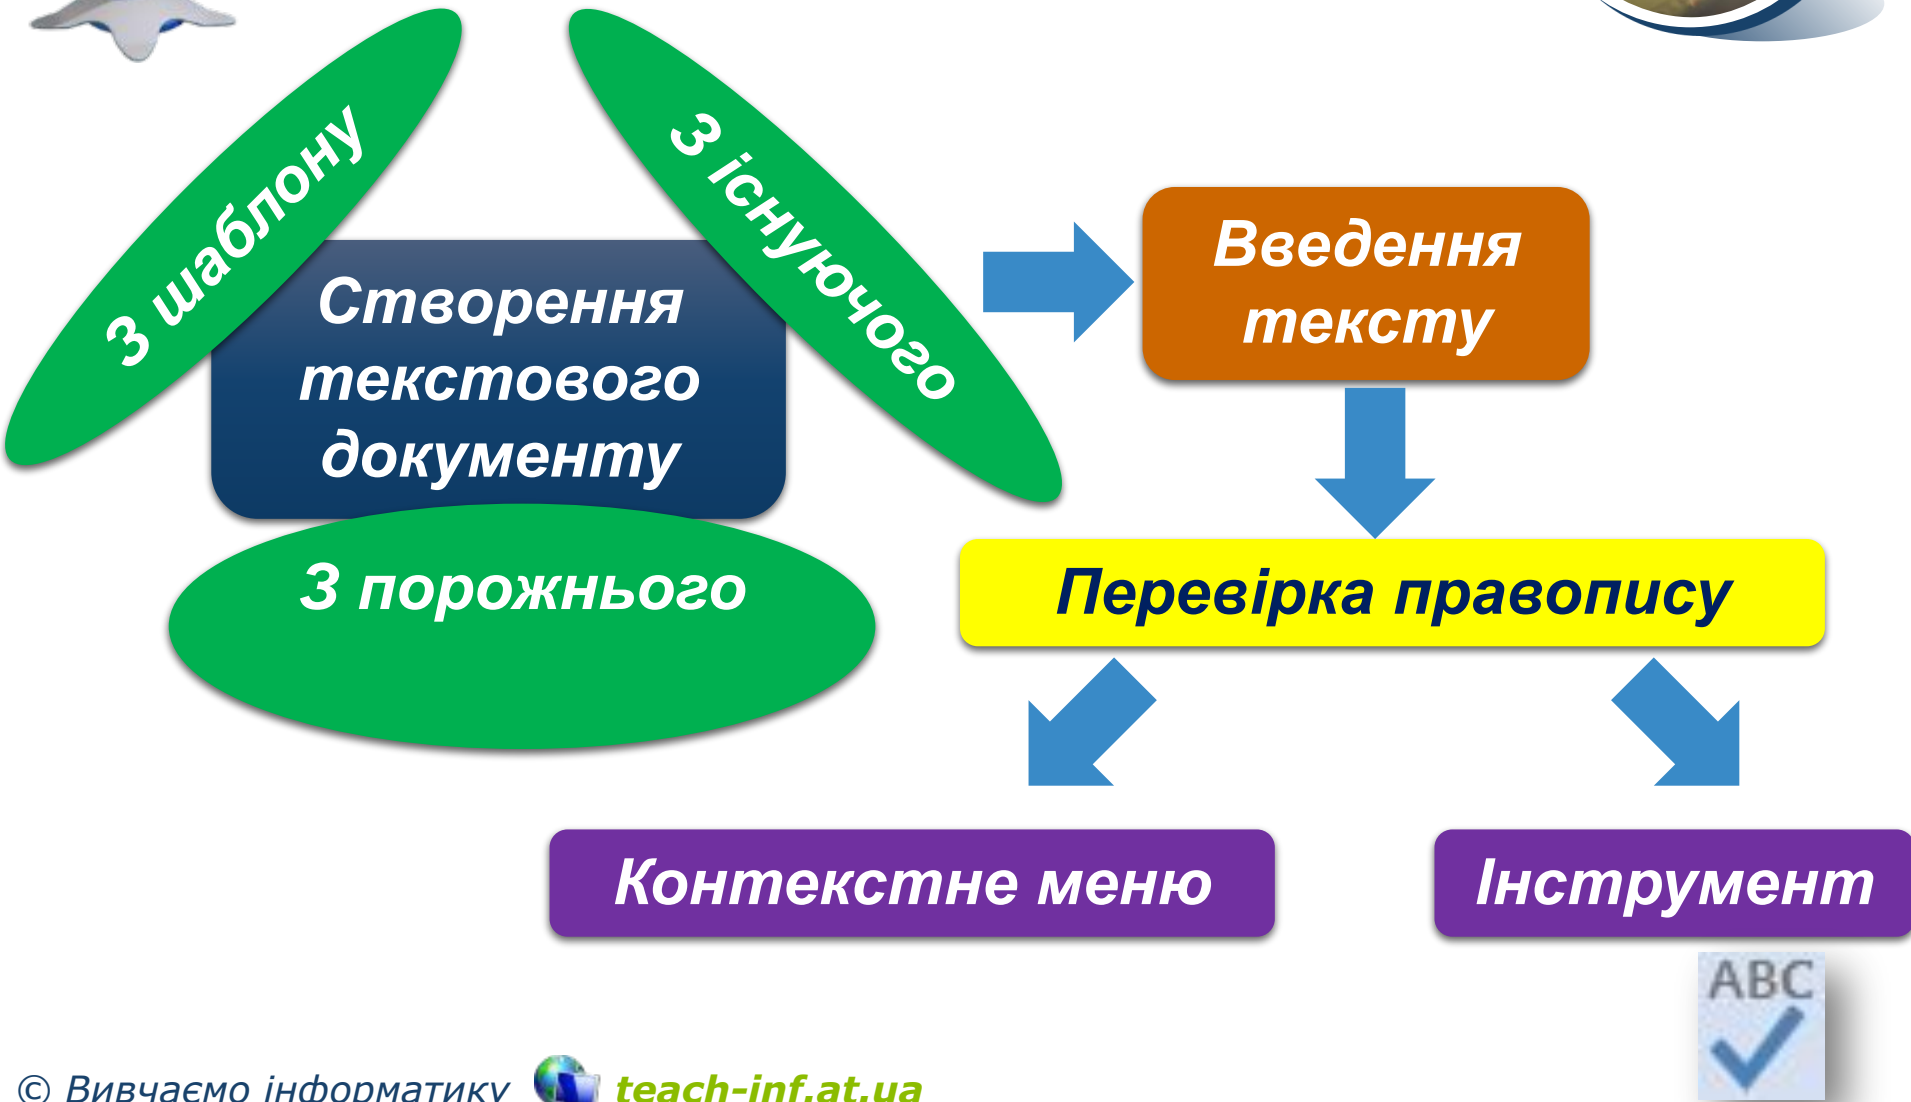 З шаблону
З існуючого
Створення
текстового
документу
З порожнього
Введення
тексту
Перевірка правопису
Контекстне меню
Інструмент
ABC
© Вивчаємо інформатику teach-inf.at.ua